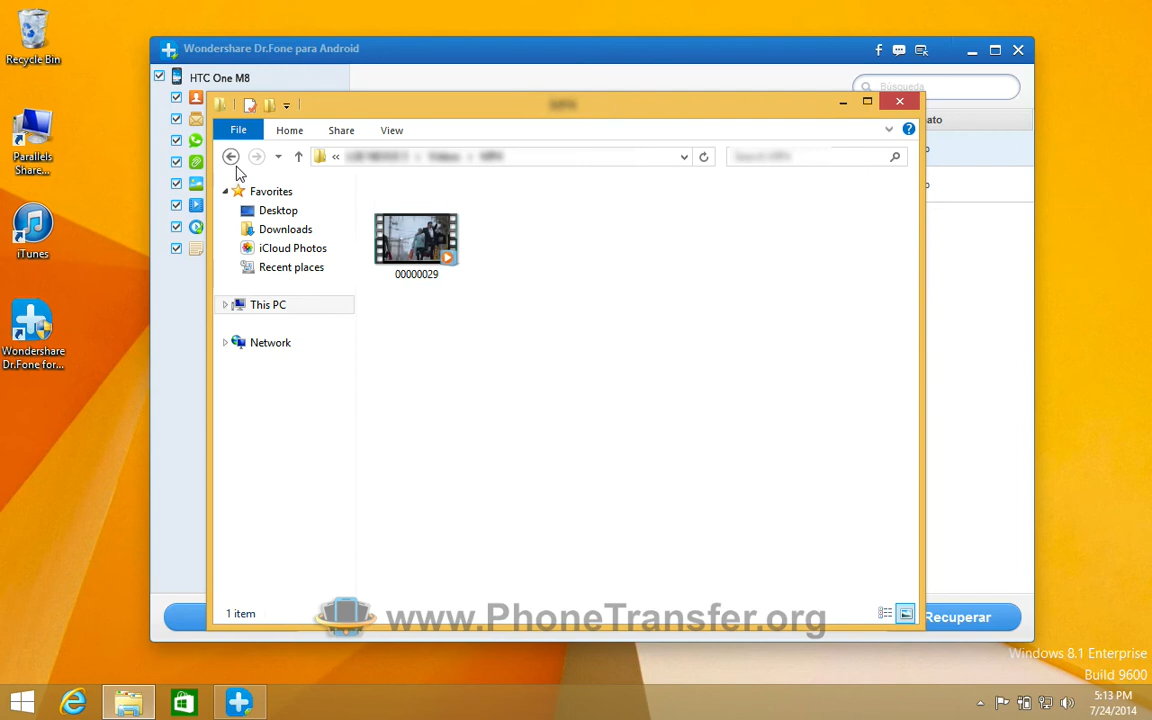 Recycle Bin
Parallels
Share...
iTunes
Wondershare
Dr.Fone for...
Wondershare Dr.Fone para Android
HTC One M8
Búsqueda
ato
File
Home
Share
View
Favorites
Desktop
Downloads
iCloud Photos
Recent places
This PC
Network
00000029
1 item
www.PhoneTransfer.org
Recuperar
Windows 8.1 Enterprise
Build 9600
5:13 PM
7/24/2014